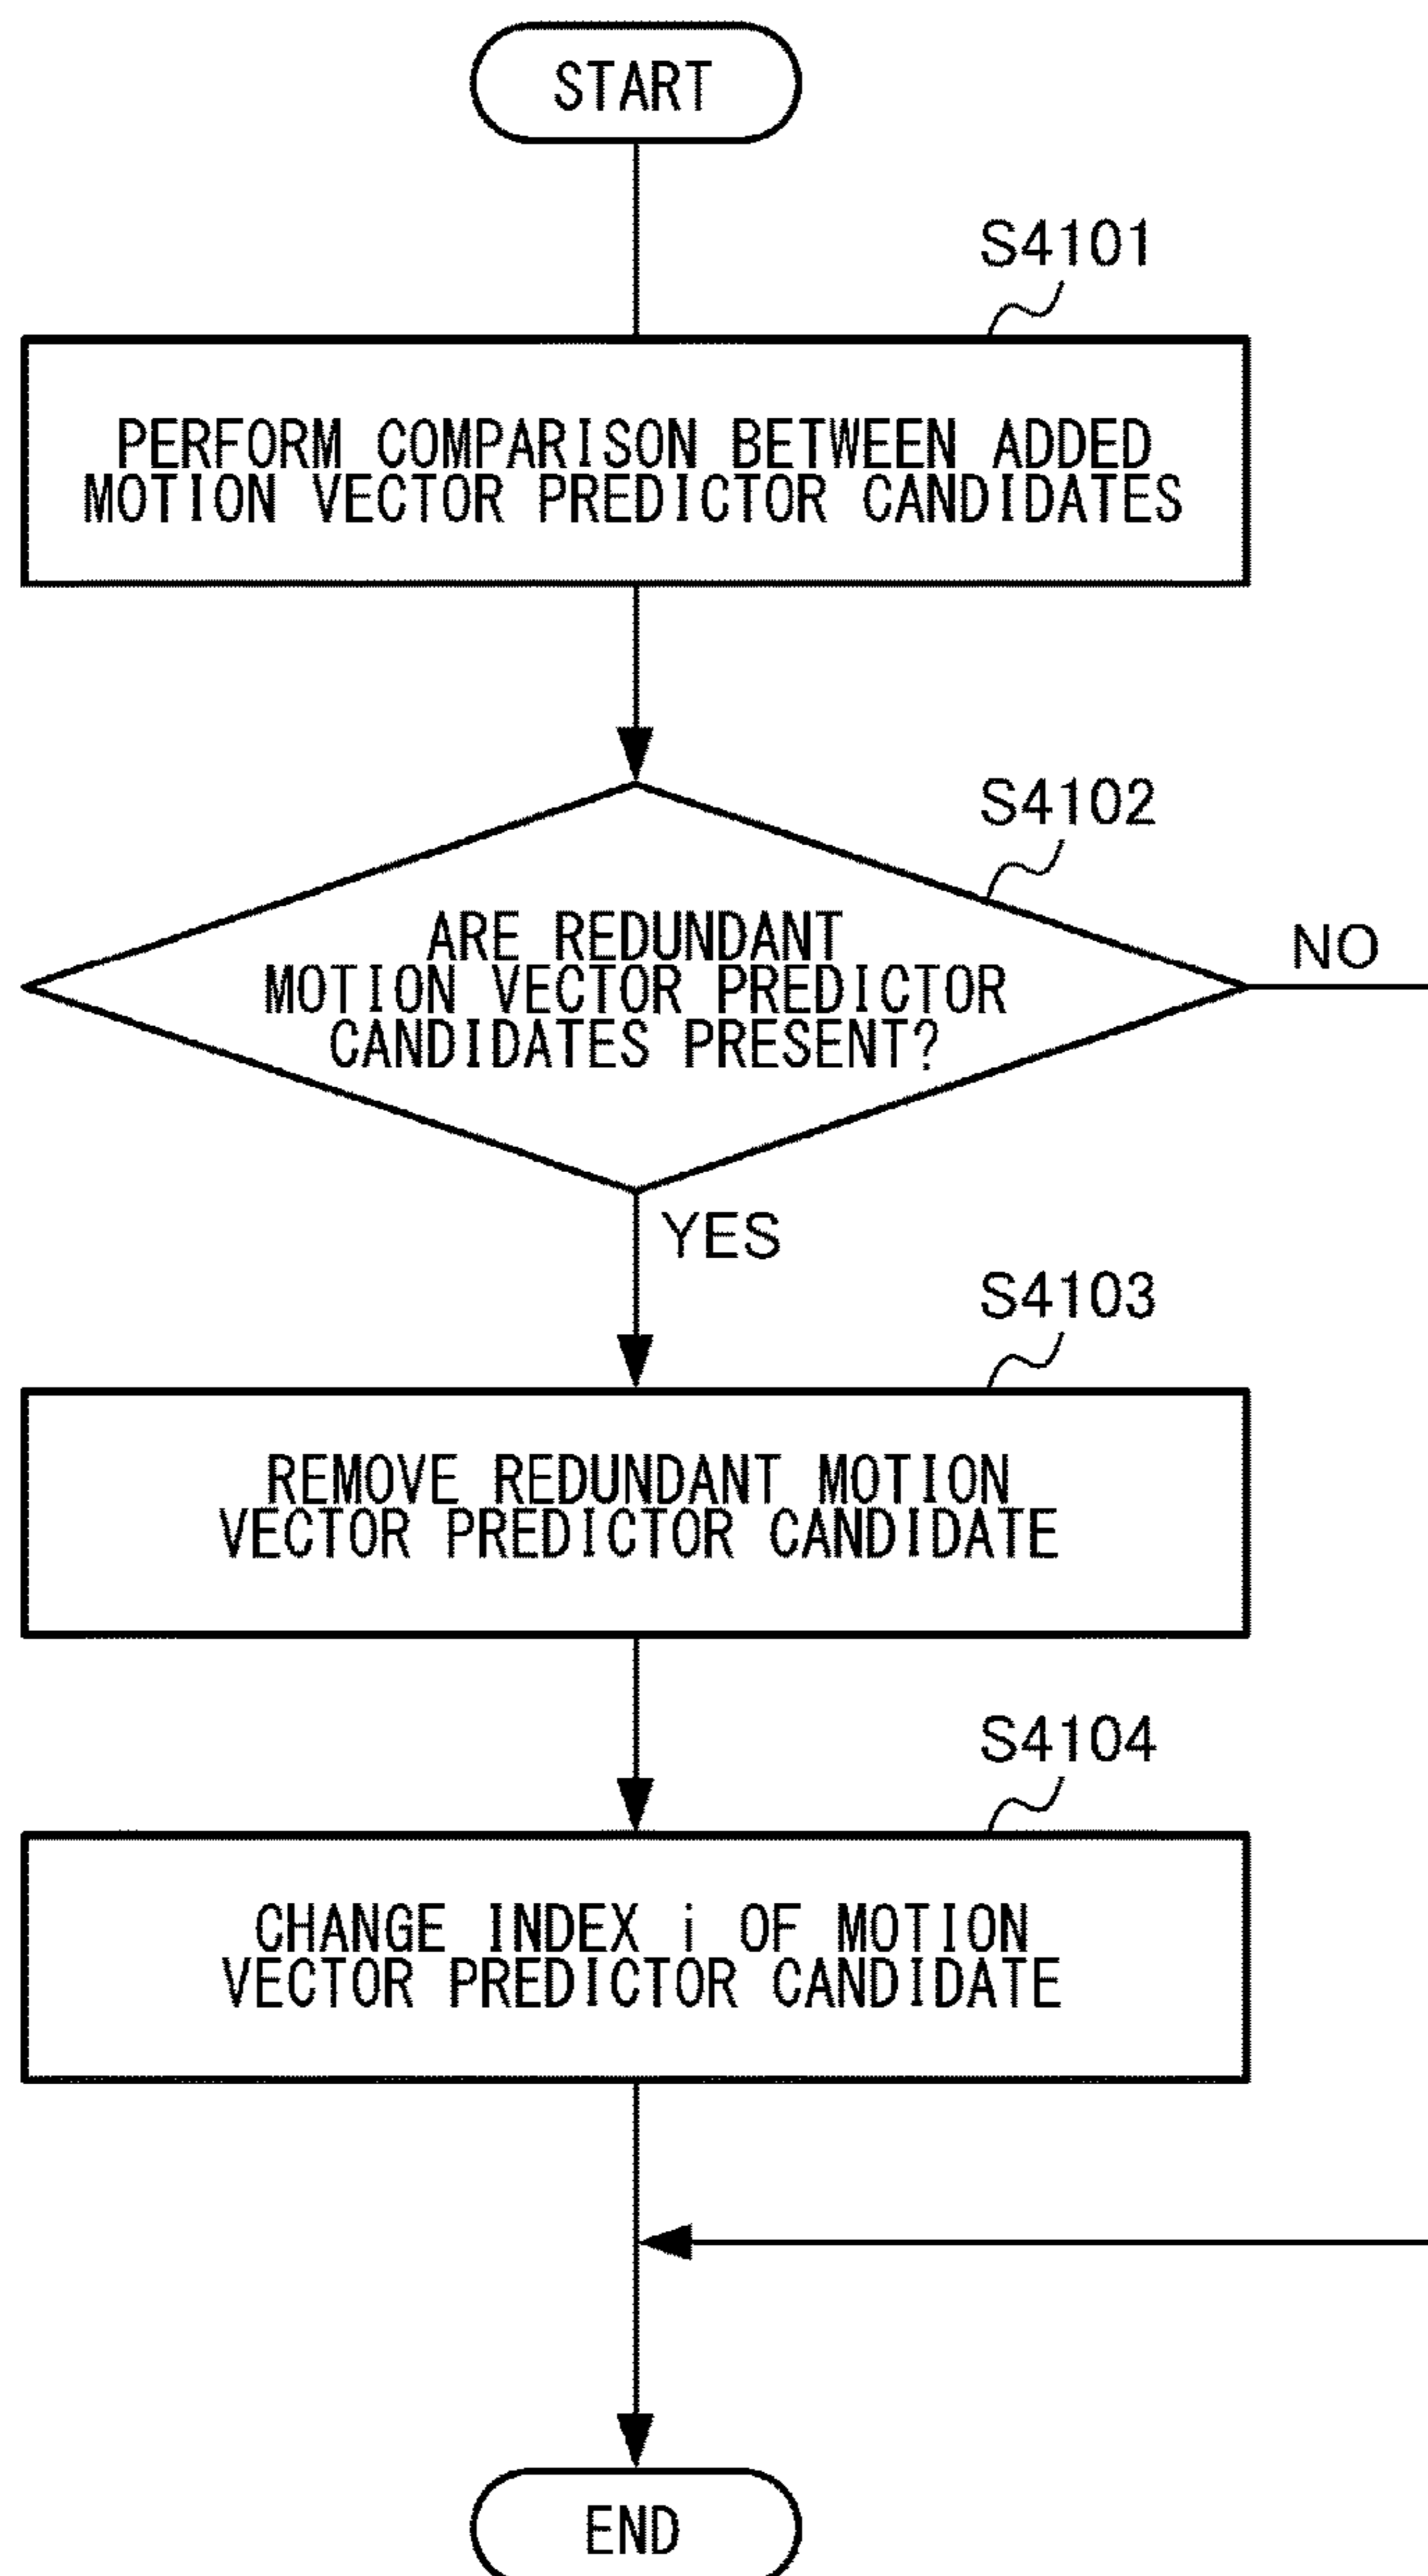 START
S4101
PERFORM COMPARISON BETWEEN ADDED
MOTION VECTOR PREDICTOR CANDIDATES
S4102
ARE REDUNDANT
MOTION VECTOR PREDICTOR
CANDIDATES PRESENT?
NO
YES
S4103
REMOVE REDUNDANT MOTION
VECTOR PREDICTOR CANDIDATE
S4104
CHANGE INDEX i OF MOTION
VECTOR PREDICTOR CANDIDATE
END